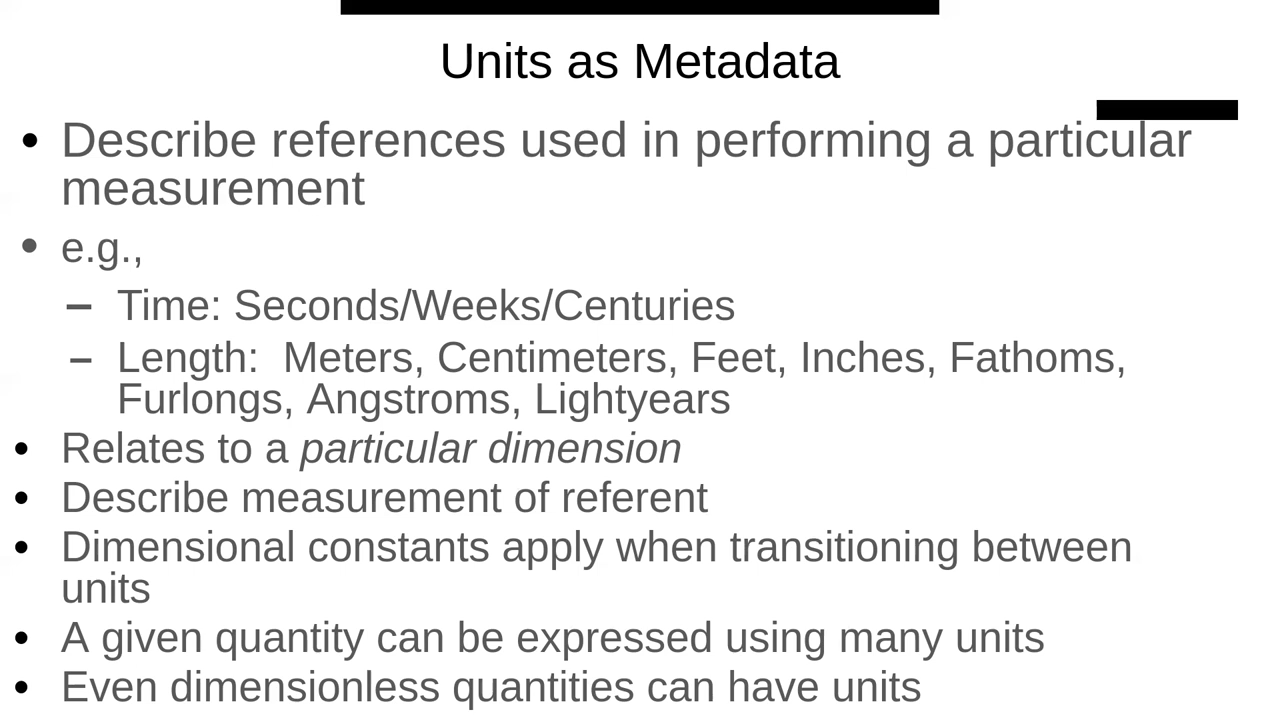 Units as Metadata
• Describe references used in performing a particular
measurement
• e.g.,
– Time: Seconds/Weeks/Centuries
– Length:  Meters, Centimeters, Feet, Inches, Fathoms,
Furlongs, Angstroms, Lightyears
• Relates to a particular dimension
• Describe measurement of referent
• Dimensional constants apply when transitioning between
units
• A given quantity can be expressed using many units
• Even dimensionless quantities can have units